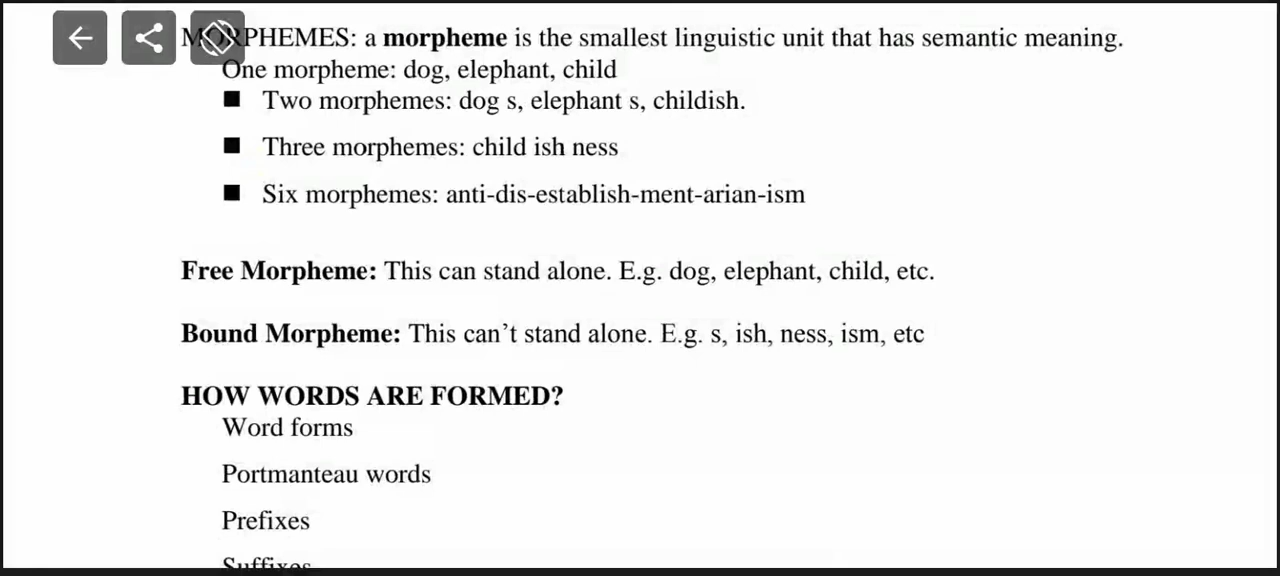 MORPHEMES: a morpheme is the smallest linguistic unit that has semantic meaning.
One morpheme: dog, elephant, child
■ Two morphemes: dog s, elephant s, childish.
■ Three morphemes: child ish ness
■ Six morphemes: anti-dis-establish-ment-arian-ism
Free Morpheme: This can stand alone. E.g. dog, elephant, child, etc.
Bound Morpheme: This can’t stand alone. E.g. s, ish, ness, ism, etc
HOW WORDS ARE FORMED?
Word forms
Portmanteau words
Prefixes
Suffixes